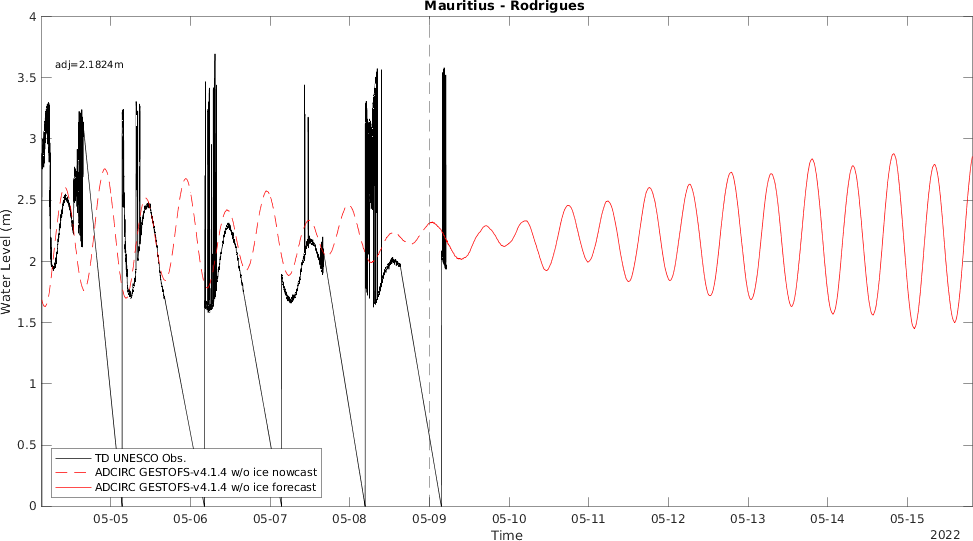 Mauritius - Rodrigues
4
adj=2.1824m
3.5
3
2.5
2
1.5
1
0.5
0
Water Level (m)
TD UNESCO Obs.
ADCIRC GESTOFS-v4.1.4 w/o ice nowcast
ADCIRC GESTOFS-v4.1.4 w/o ice forecast
05-05 05-06 05-07 05-08 05-09 05-10 05-11 05-12 05-13 05-14 05-15
Time
2022